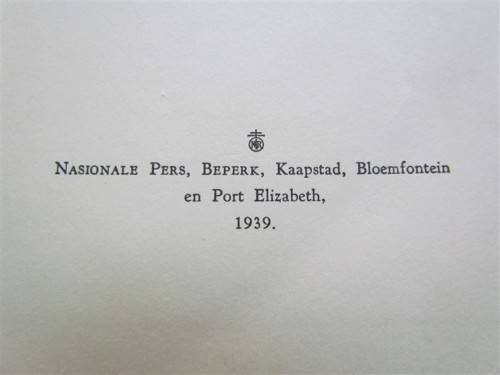 NASIONALE PERS, BEPERK, Kaapstad, Bloemfontein
en Port Elizabeth,
1939.